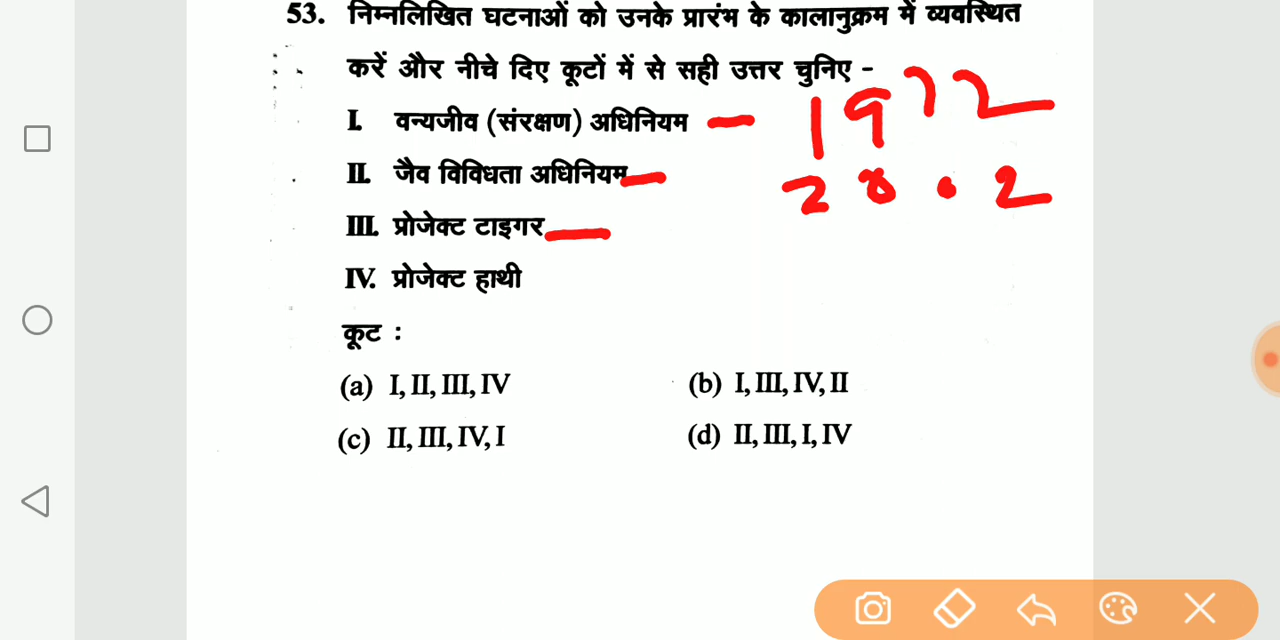 53. निम्नलिखित घटनाओं को उनके प्रारंभ के कालानुक्रम में व्यवस्थित
करें और नीचे दिए कूटों में से सही उत्तर चुनिए -
I. वन्यजीव (संरक्षण) अधिनियम — 1972
II. जैव विविधता अधिनियम — 2002
III. प्रोजेक्ट टाइगर —
IV. प्रोजेक्ट हाथी
कूट :
(a) I, II, III, IV (b) I, III, IV, II
(c) II, III, IV, I (d) II, III, I, IV